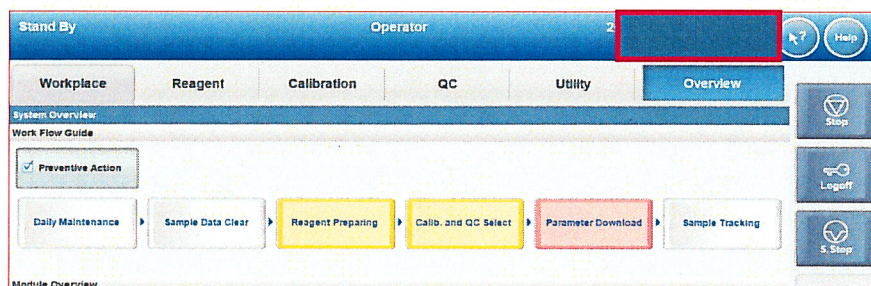 Stand By Operator 2
Help
Workplace Reagent Calibration QC Utility Overview
System Overview
Work Flow Guide
Preventive Action
Daily Maintenance Sample Data Clear Reagent Preparing Calib. and QC Select Parameter Download Sample Tracking
Module Overview
Stop
Logoff
S. Stop